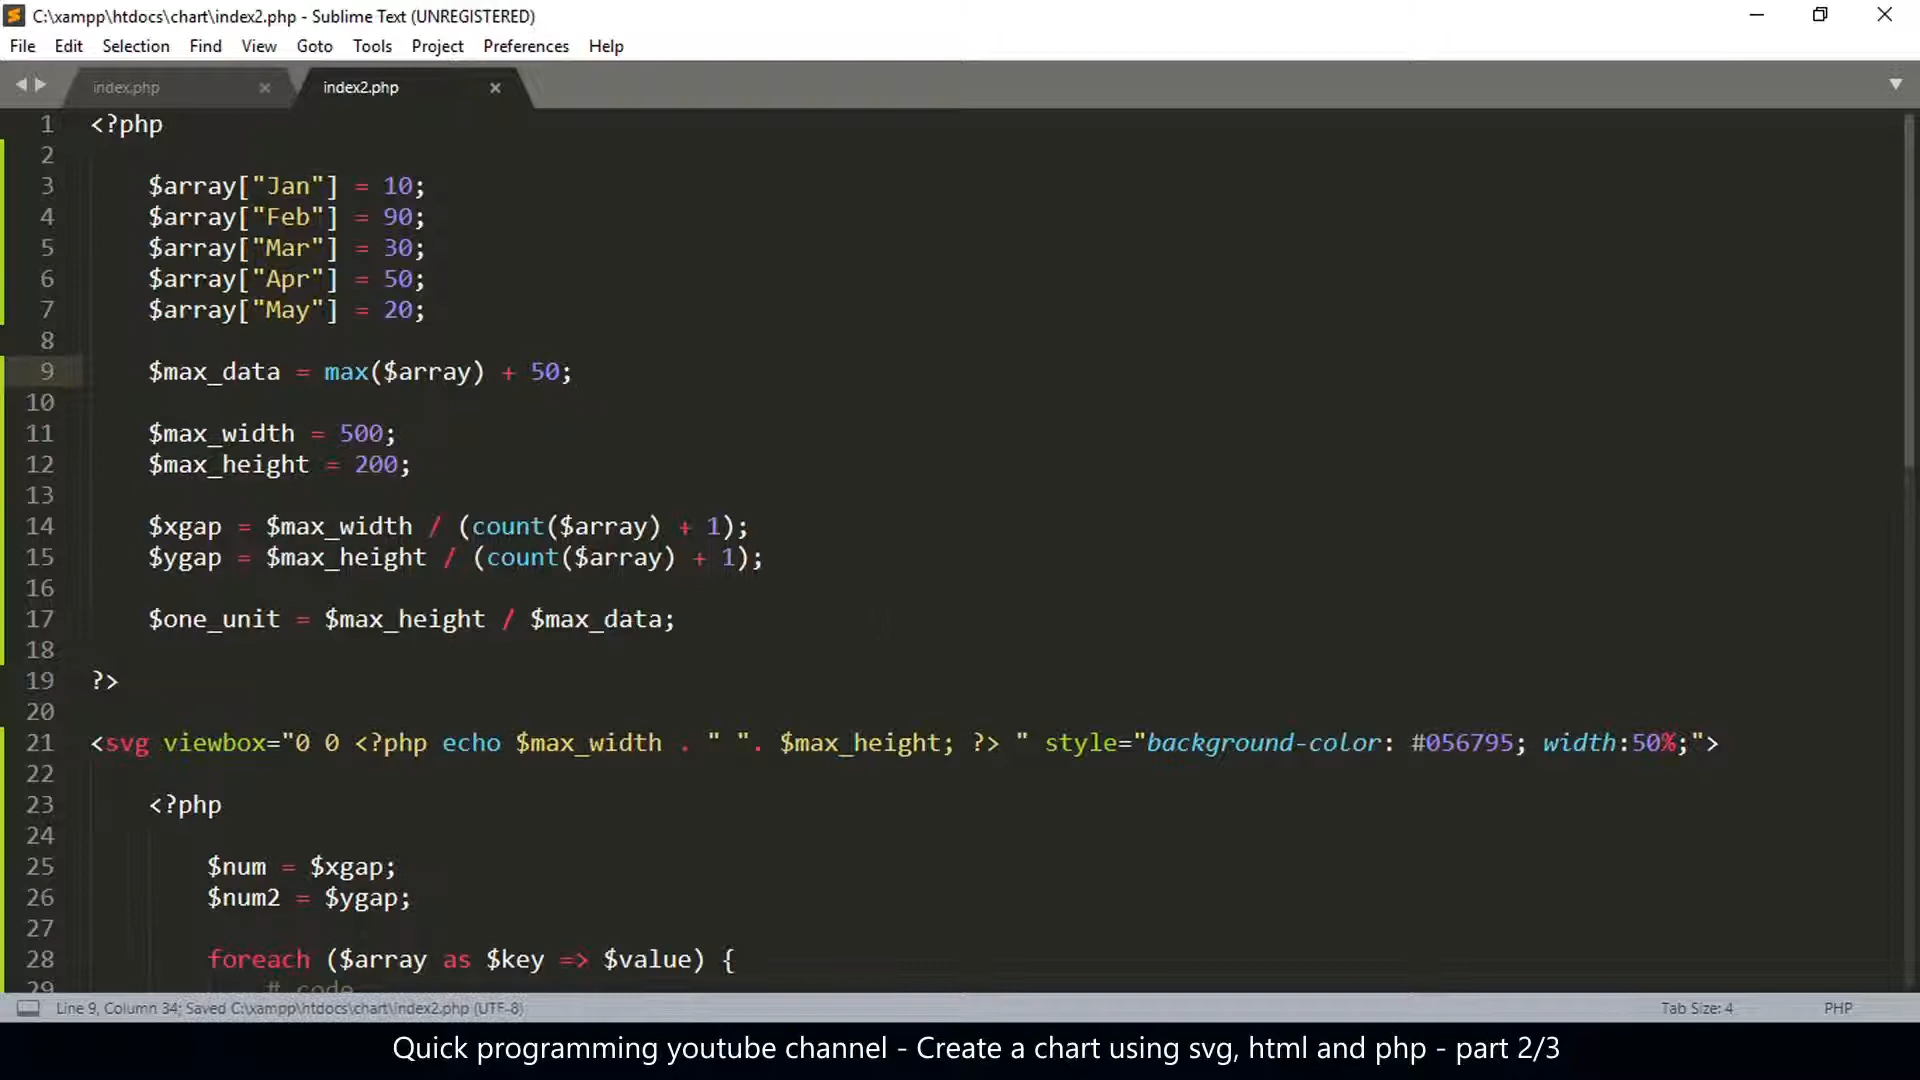 C:\xampp\htdocs\chart\index2.php - Sublime Text (UNREGISTERED)
File Edit Selection Find View Goto Tools Project Preferences Help
index.php index2.php
1 <?php
2
3 $array["Jan"] = 10;
4 $array["Feb"] = 90;
5 $array["Mar"] = 30;
6 $array["Apr"] = 50;
7 $array["May"] = 20;
8
9 $max_data = max($array) + 50;
10
11 $max_width = 500;
12 $max_height = 200;
13
14 $xgap = $max_width / (count($array) + 1);
15 $ygap = $max_height / (count($array) + 1);
16
17 $one_unit = $max_height / $max_data;
18
19 ?>
20
21 <svg viewbox="0 0 <?php echo $max_width . " ". $max_height; ?> " style="background-color: #056795; width:50%;">
22
23 <?php
24
25 $num = $xgap;
26 $num2 = $ygap;
27
28 foreach ($array as $key => $value) {
29 # code
Line 9, Column 34; Saved C:\xampp\htdocs\chart\index2.php (UTF-8) Tab Size: 4 PHP
Quick programming youtube channel - Create a chart using svg, html and php - part 2/3